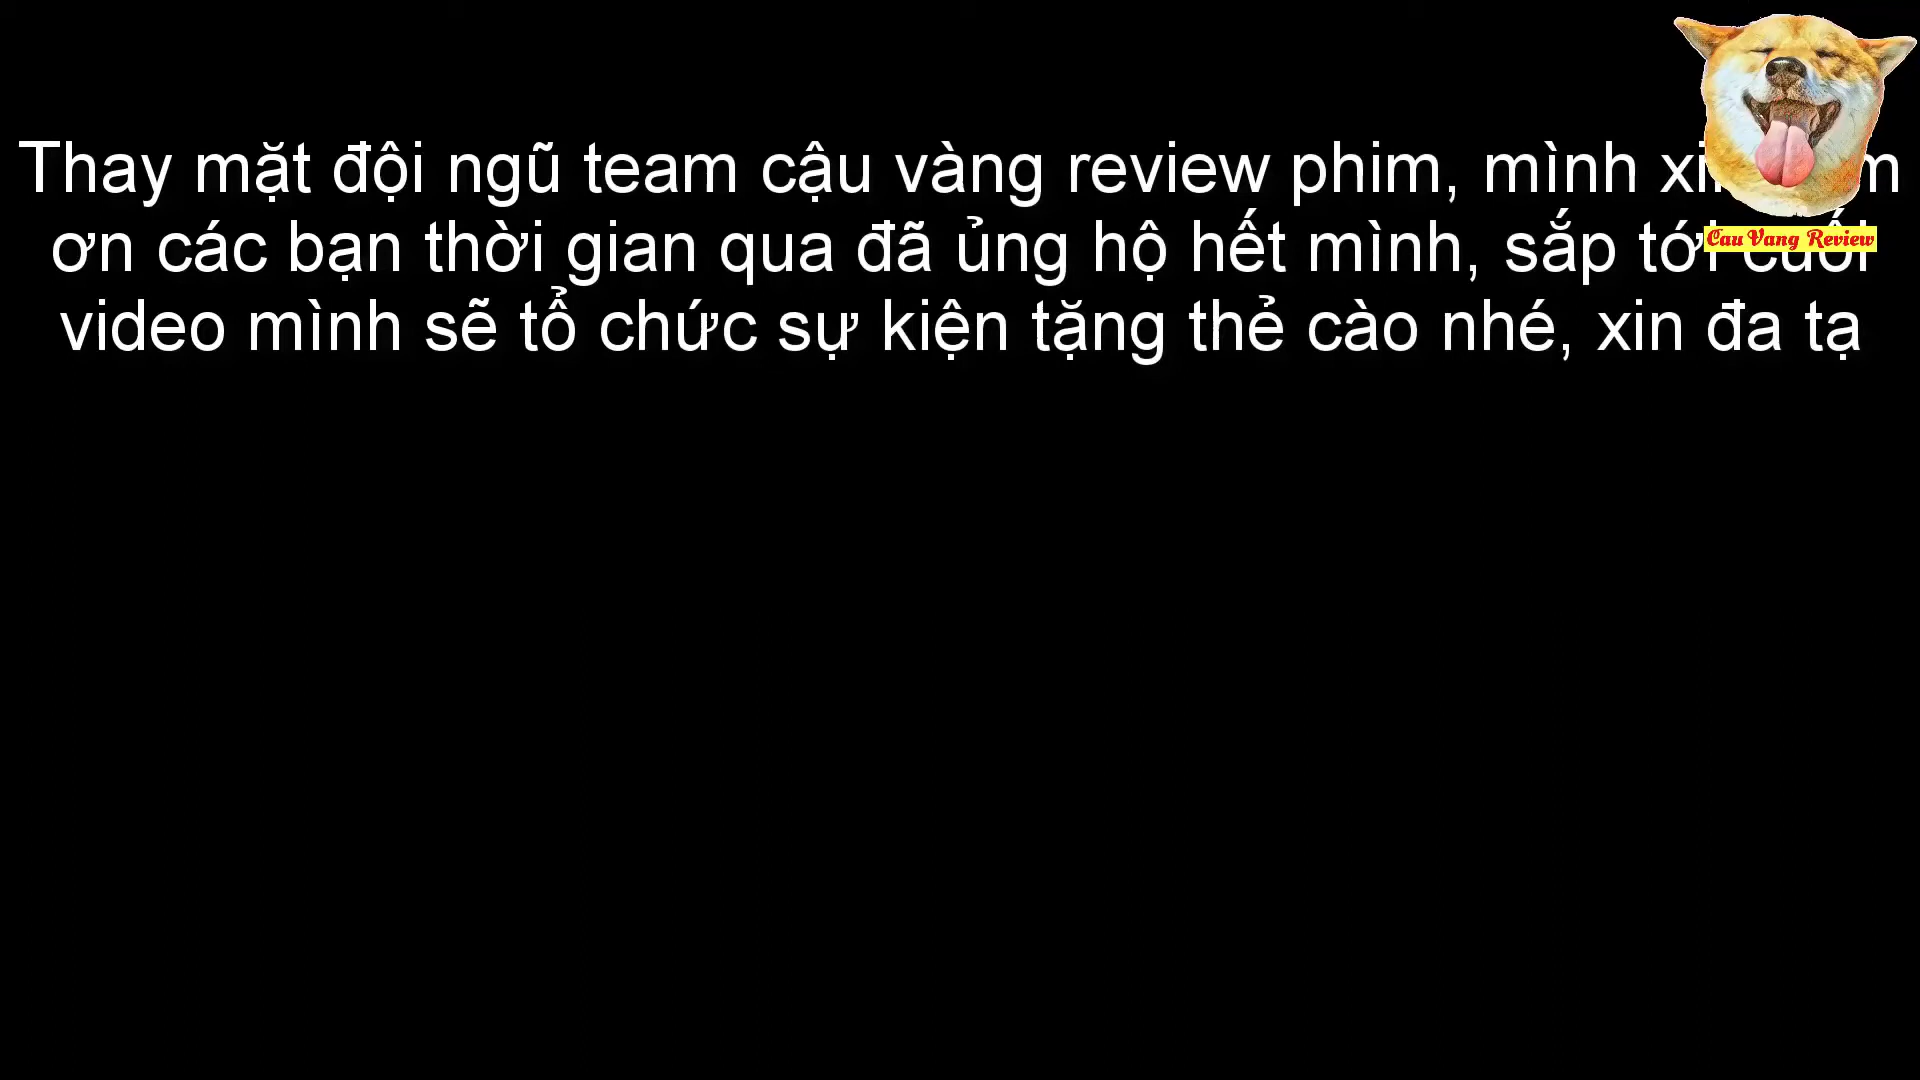 Thay mặt đội ngũ team cậu vàng review phim, mình
ơn các bạn thời gian qua đã ủng hộ hết mình, sắp tới cuối
video mình sẽ tổ chức sự kiện tặng thẻ cào nhé, xin đa tạ
Cau Vang Review